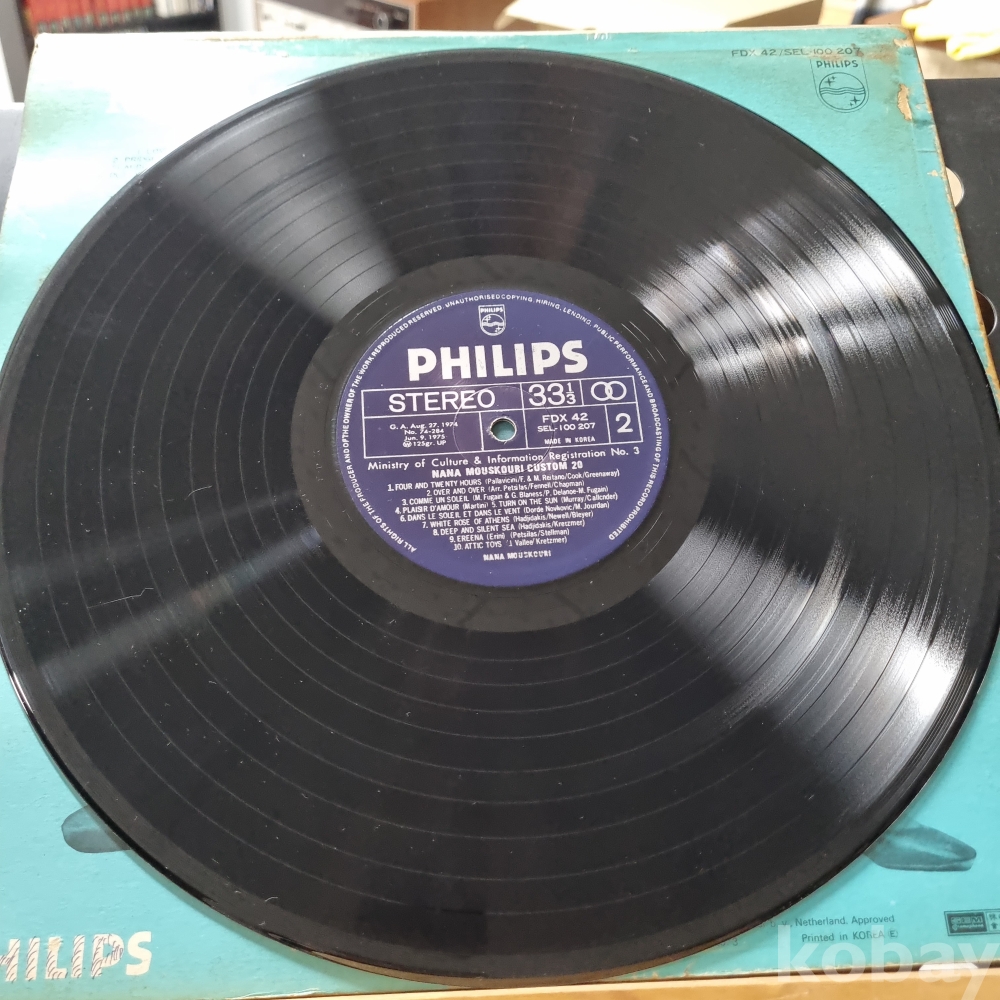 FDX 42/SEL-100 207
PHILIPS
ALL RIGHTS OF THE PRODUCER AND OF THE OWNER OF THE WORK REPRODUCED RESERVED. UNAUTHORISED COPYING, HIRING, LENDING, PUBLIC PERFORMANCE AND BROADCASTING OF THIS RECORD PROHIBITED
PHILIPS
PHILIPS
STEREO 33 1/3
G. A. Aug. 27. 1974
No. 74-284
Jun. 9. 1975
Ⓦ 125gr. UP
FDX 42
SEL-100 207
MADE IN KOREA
2
Ministry of Culture & Information Registration No. 3
NANA MOUSKOURI CUSTOM 20
1. FOUR AND TWENTY HOURS (Pallavicini/F. & M. Reitano/Cook/Greenaway)
2. OVER AND OVER (Arr. Petsilas/Fennell/Chapman)
3. COMME UN SOLEIL (M. Fugain & G. Blaness/P. Delance-M. Fugain)
4. PLAISIR D'AMOUR (Martini) 5. TURN ON THE SUN (Murray/Callender)
6. DANS LE SOLEIL ET DANS LE VENT (Dorde Novkovic/M. Jourdan)
7. WHITE ROSE OF ATHENS (Hadjidakis/Newell/Bleyer)
8. DEEP AND SILENT SEA (Hadjidakis/Kretzmer)
9. EREENA (Erini) (Petsilas/Stellman)
10. ATTIC TOYS (J Vallee/Kretzmer)
NANA MOUSKOURI
Netherland. Approved
Printed in KOREA
PHILIPS
kobay